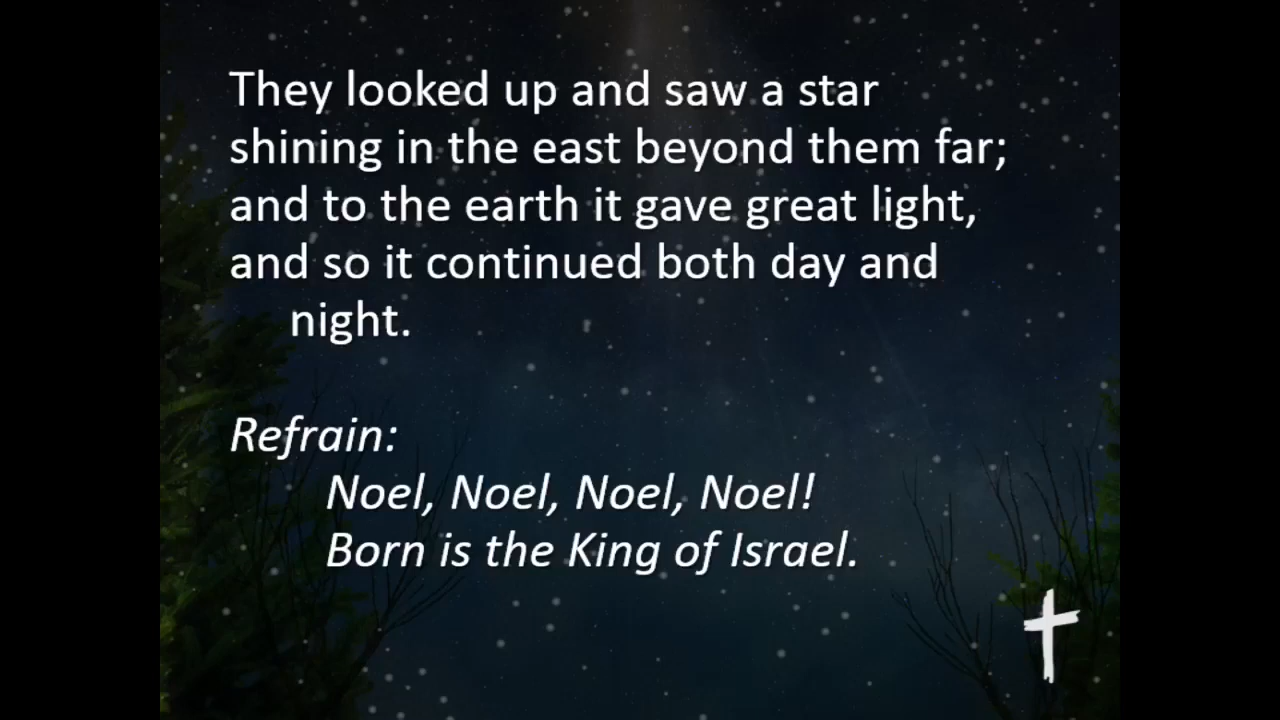 They looked up and saw a star
shining in the east beyond them far;
and to the earth it gave great light,
and so it continued both day and
night.
Refrain:
Noel, Noel, Noel, Noel!
Born is the King of Israel.